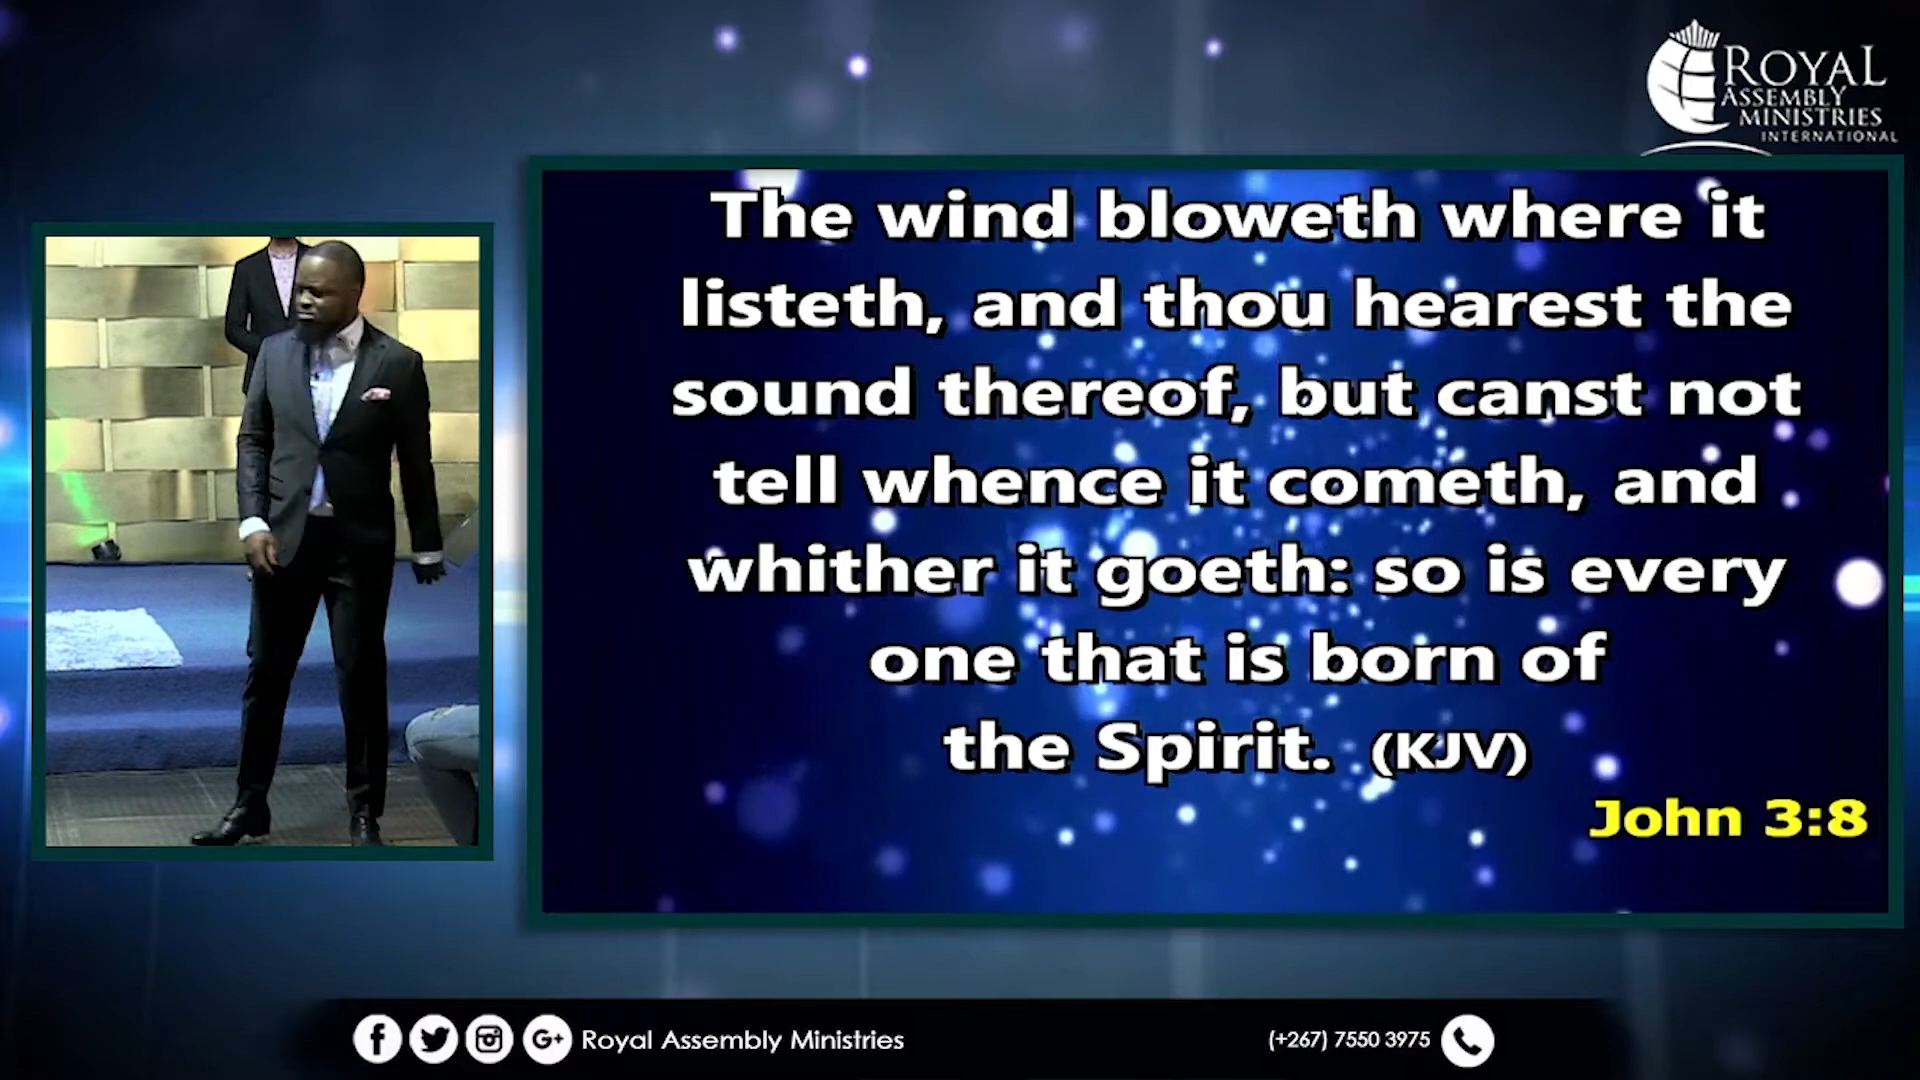 ROYAL
ASSEMBLY
MINISTRIES
INTERNATIONAL
The wind bloweth where it
listeth, and thou hearest the
sound thereof, but canst not
tell whence it cometh, and
whither it goeth: so is every
one that is born of
the Spirit. (KJV)
John 3:8
f G+ Royal Assembly Ministries (+267) 7550 3975